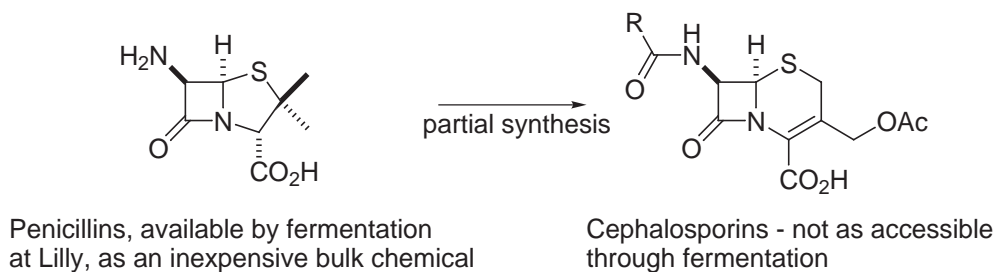 H₂N
H
S
N
O
CO₂H
partial synthesis
R
O
H
N
H
S
N
O
OAc
CO₂H
Penicillins, available by fermentation
at Lilly, as an inexpensive bulk chemical
Cephalosporins - not as accessible
through fermentation